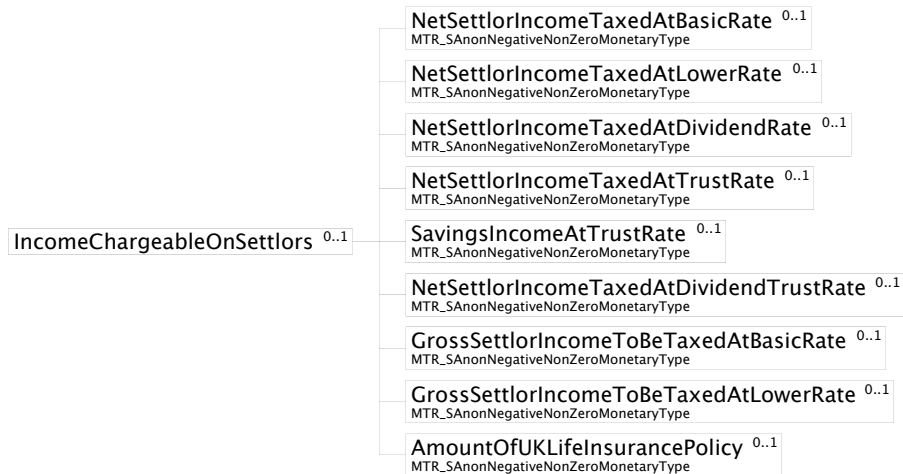 NetSettlorIncomeTaxedAtBasicRate 0..1
MTR_SAnonNegativeNonZeroMonetaryType
NetSettlorIncomeTaxedAtLowerRate 0..1
MTR_SAnonNegativeNonZeroMonetaryType
NetSettlorIncomeTaxedAtDividendRate 0..1
MTR_SAnonNegativeNonZeroMonetaryType
NetSettlorIncomeTaxedAtTrustRate 0..1
MTR_SAnonNegativeNonZeroMonetaryType
IncomeChargeableOnSettlors 0..1
SavingsIncomeAtTrustRate 0..1
MTR_SAnonNegativeNonZeroMonetaryType
NetSettlorIncomeTaxedAtDividendTrustRate 0..1
MTR_SAnonNegativeNonZeroMonetaryType
GrossSettlorIncomeToBeTaxedAtBasicRate 0..1
MTR_SAnonNegativeNonZeroMonetaryType
GrossSettlorIncomeToBeTaxedAtLowerRate 0..1
MTR_SAnonNegativeNonZeroMonetaryType
AmountOfUKLifeInsurancePolicy 0..1
MTR_SAnonNegativeNonZeroMonetaryType